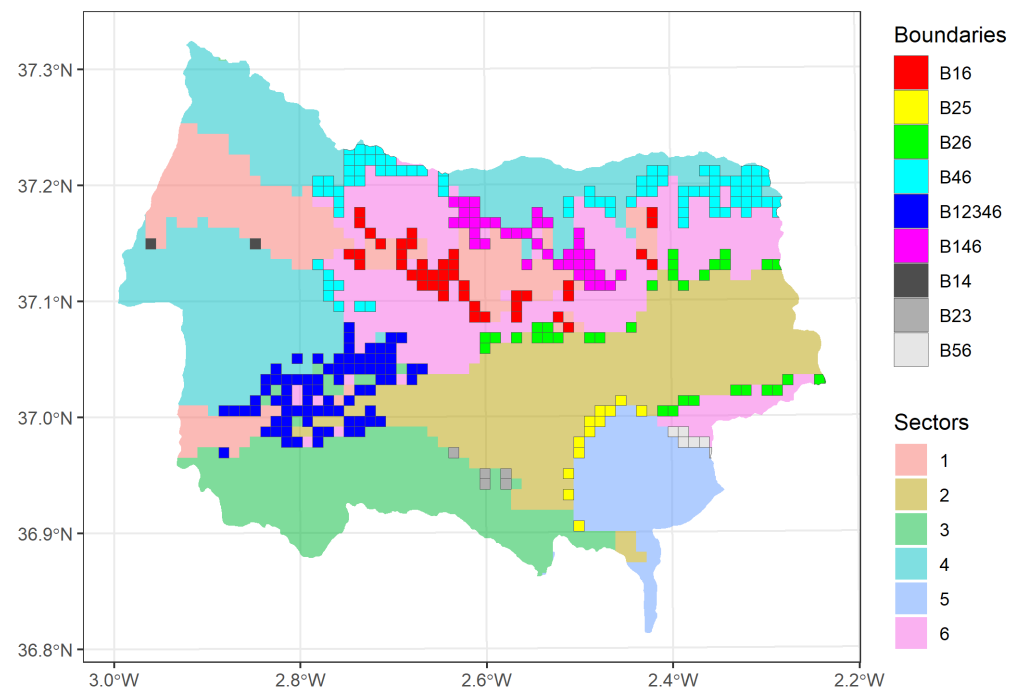 37.3°N
37.2°N
37.1°N
37.0°N
36.9°N
36.8°N
3.0°W
2.8°W
2.6°W
2.4°W
2.2°W
Boundaries
B16
B25
B26
B46
B12346
B146
B14
B23
B56
Sectors
1
2
3
4
5
6